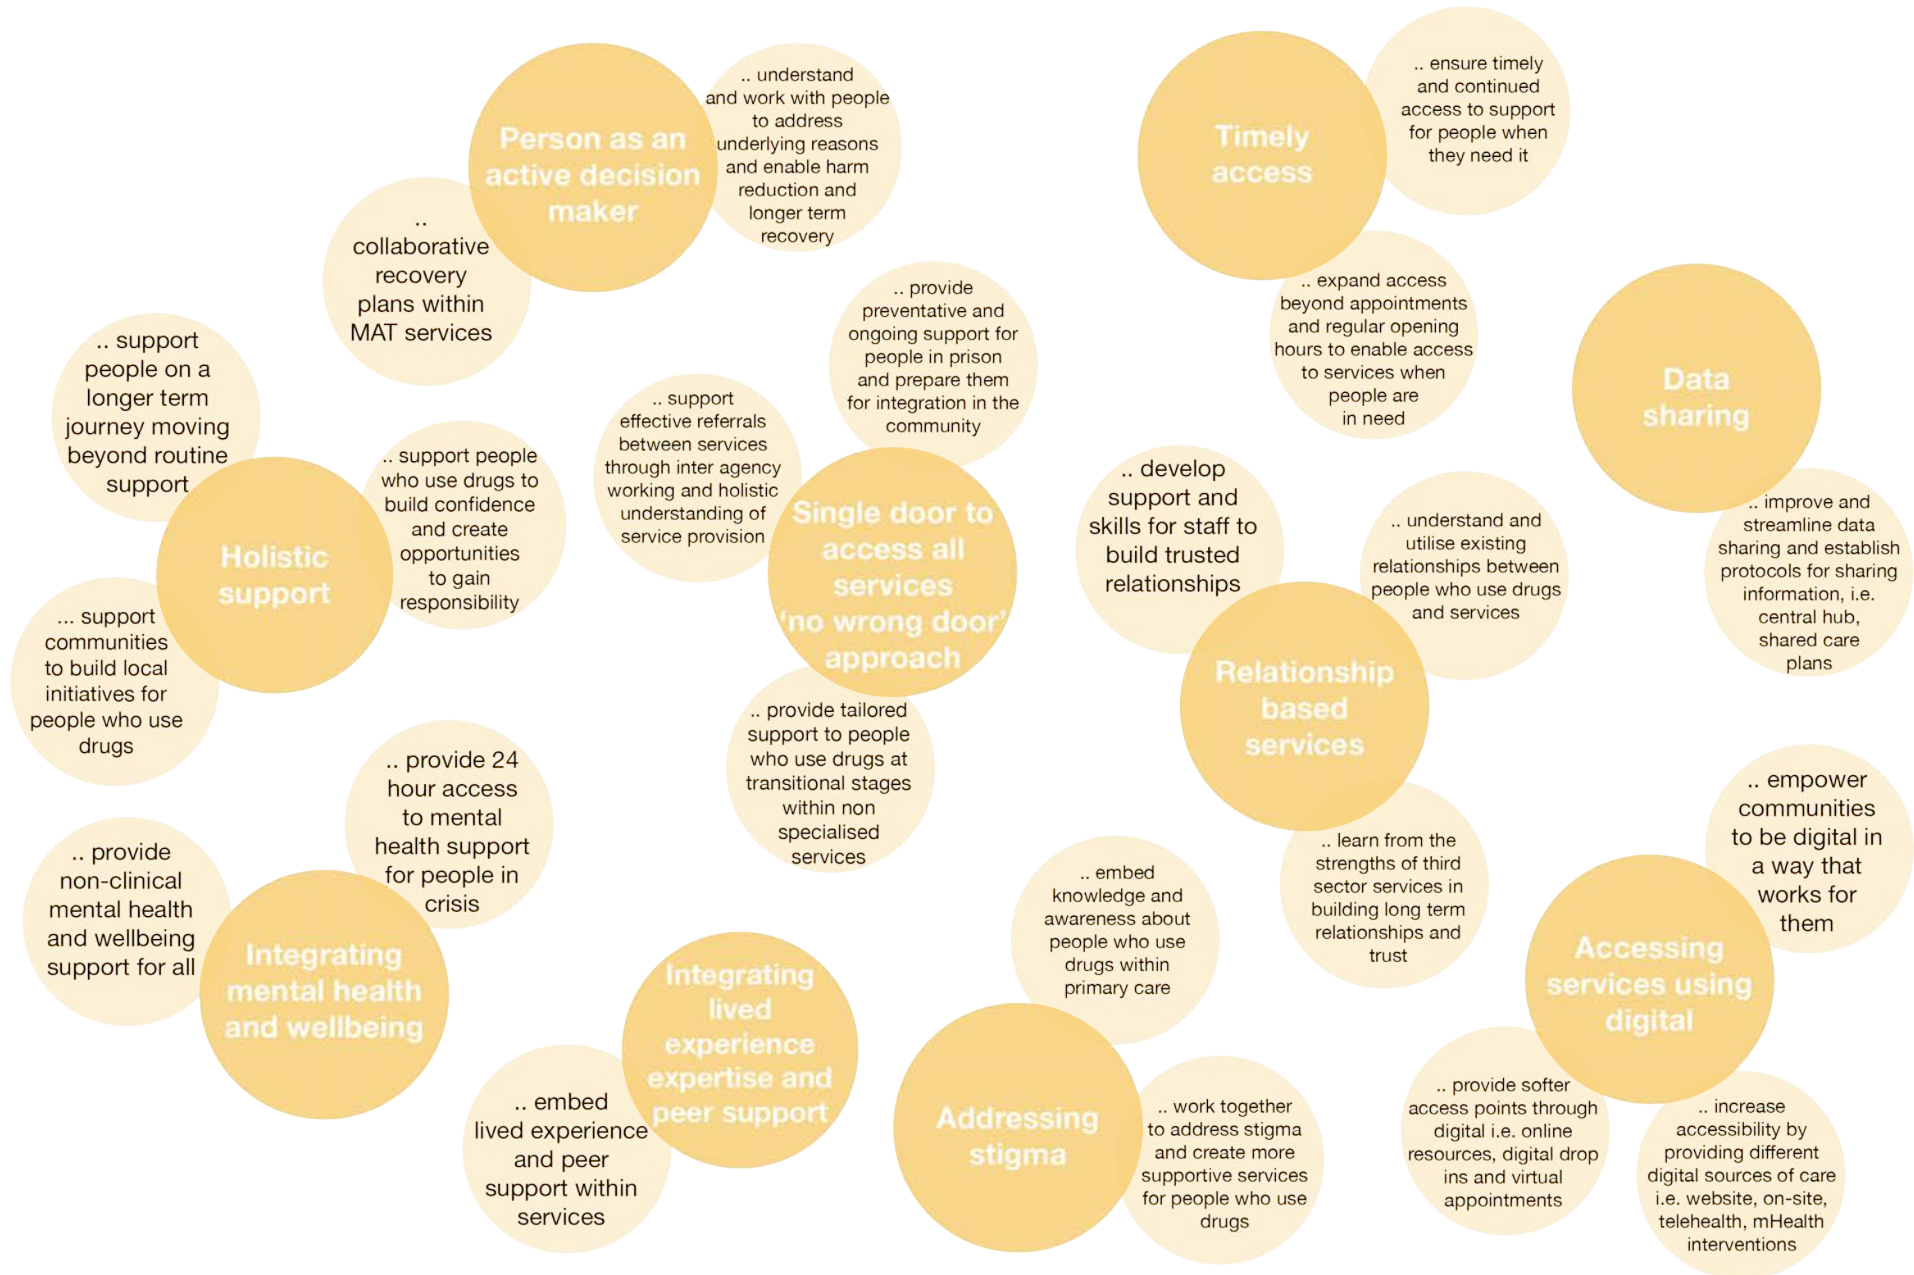 Person as an
active decision
maker
.. understand
and work with people
to address
underlying reasons
and enable harm
reduction and
longer term
recovery
..
collaborative
recovery
plans within
MAT services
Timely
access
.. ensure timely
and continued
access to support
for people when
they need it
.. expand access
beyond appointments
and regular opening
hours to enable access
to services when
people are
in need
Data
sharing
.. improve and
streamline data
sharing and establish
protocols for sharing
information, i.e.
central hub,
shared care
plans
.. support
people on a
longer term
journey moving
beyond routine
support
Holistic
support
.. support people
who use drugs to
build confidence
and create
opportunities
to gain
responsibility
... support
communities
to build local
initiatives for
people who use
drugs
.. provide
preventative and
ongoing support for
people in prison
and prepare them
for integration in the
community
.. support
effective referrals
between services
through inter agency
working and holistic
understanding of
service provision
Single door to
access all
services
‘no wrong door’
approach
.. provide tailored
support to people
who use drugs at
transitional stages
within non
specialised
services
.. develop
support and
skills for staff to
build trusted
relationships
.. understand and
utilise existing
relationships between
people who use drugs
and services
Relationship
based
services
.. learn from the
strengths of third
sector services in
building long term
relationships and
trust
.. provide 24
hour access
to mental
health support
for people in
crisis
.. provide
non-clinical
mental health
and wellbeing
support for all
Integrating
mental health
and wellbeing
Integrating
lived
experience
expertise and
peer support
.. embed
lived experience
and peer
support within
services
.. embed
knowledge and
awareness about
people who use
drugs within
primary care
Addressing
stigma
.. work together
to address stigma
and create more
supportive services
for people who use
drugs
.. empower
communities
to be digital in
a way that
works for
them
Accessing
services using
digital
.. provide softer
access points through
digital i.e. online
resources, digital drop
ins and virtual
appointments
.. increase
accessibility by
providing different
digital sources of care
i.e. website, on-site,
telehealth, mHealth
interventions